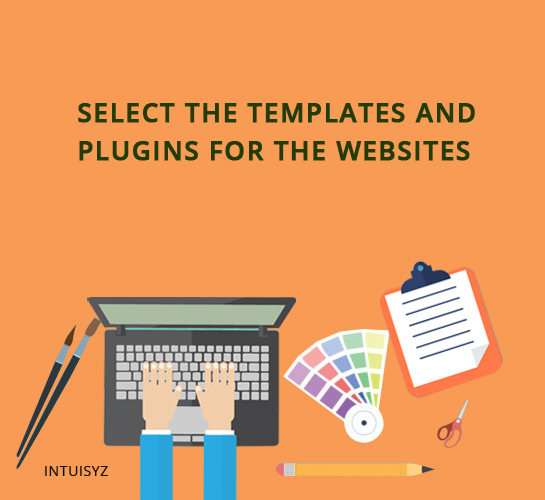 SELECT THE TEMPLATES AND
PLUGINS FOR THE WEBSITES
INTUISYZ